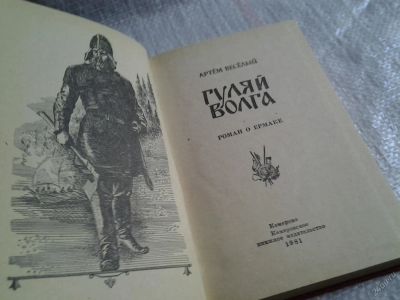 АРТЁМ ВЕСЁЛЫЙ
ГУЛЯЙ
ВОЛГА
РОМАН О ЕРМАКЕ
Кемерово
Кемеровское
книжное издательство
1981